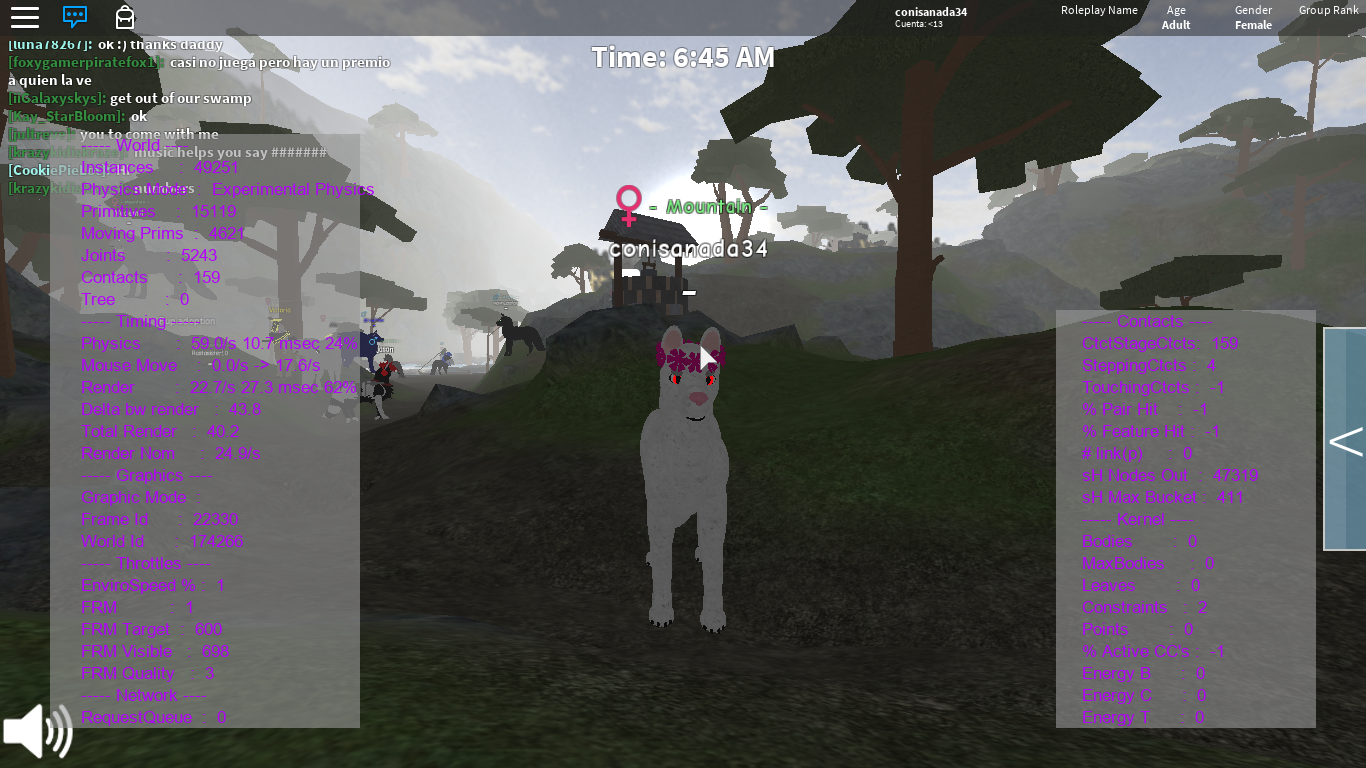 conisanada34
Cuenta: <13
Roleplay Name
Age
Adult
Gender
Female
Group Rank
Time: 6:45 AM
[luna78267]: ok :) thanks daddy
[foxygamerpiratefox1]: casi no juega pero hay un premio
a quien la ve
[iiGalaxyskys]: get out of our swamp
[Kay_StarBloom]: ok
you to come with me
music helps you say #######
- Mountain -
conisanada34
----- World -----
Instances : 49251
Physics Mode : Experimental Physics
Primitives : 15119
Moving Prims : 4621
Joints : 5243
Contacts : 159
Tree : 0
----- Timing -----
Physics : 59.0/s 10.7 msec 24%
Mouse Move : 0.0/s -> 17.6/s
Render : 22.7/s 27.3 msec 62%
Delta bw render : 43.8
Total Render : 40.2
Render Nom : 24.9/s
----- Graphics ----
Graphic Mode :
Frame Id : 22330
World Id : 174266
----- Throttles ----
EnviroSpeed % : 1
FRM : 1
FRM Target : 600
FRM Visible : 698
FRM Quality : 3
----- Network ----
RequestQueue : 0
----- Contacts ----
CtctStageCtcts: 159
SteppingCtcts : 4
TouchingCtcts : -1
% Pair Hit : -1
% Feature Hit : -1
# link(p) : 0
sH Nodes Out : 47319
sH Max Bucket : 411
----- Kernel ----
Bodies : 0
MaxBodies : 0
Leaves : 0
Constraints : 2
Points 0
% Active CC's : -1
Energy B : 0
Energy C : 0
Energy T : 0